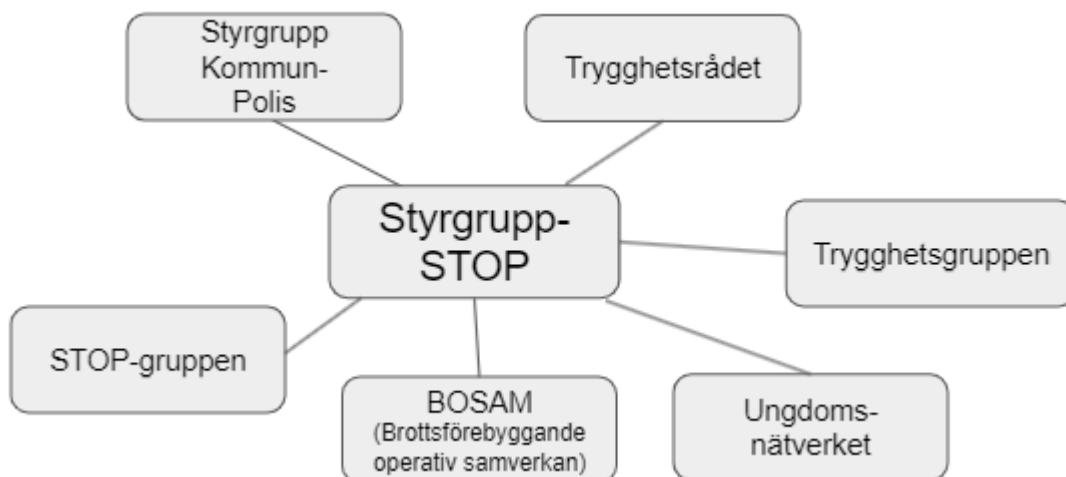 Styrgrupp
Kommun-
Polis
Trygghetsrådet
Styrgrupp-
STOP
Trygghetsgruppen
STOP-gruppen
BOSAM
(Brottsförebyggande
operativ samverkan)
Ungdoms-
nätverket